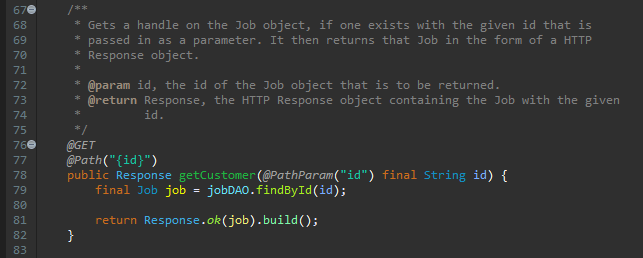 67 /**
68 * Gets a handle on the Job object, if one exists with the given id that is
69 * passed in as a parameter. It then returns that Job in the form of a HTTP
70 * Response object.
71 *
72 * @param id, the id of the Job object that is to be returned.
73 * @return Response, the HTTP Response object containing the Job with the given
74 * id.
75 */
76 @GET
77 @Path("{id}")
78 public Response getCustomer(@PathParam("id") final String id) {
79 final Job job = jobDAO.findById(id);
80
81 return Response.ok(job).build();
82 }
83